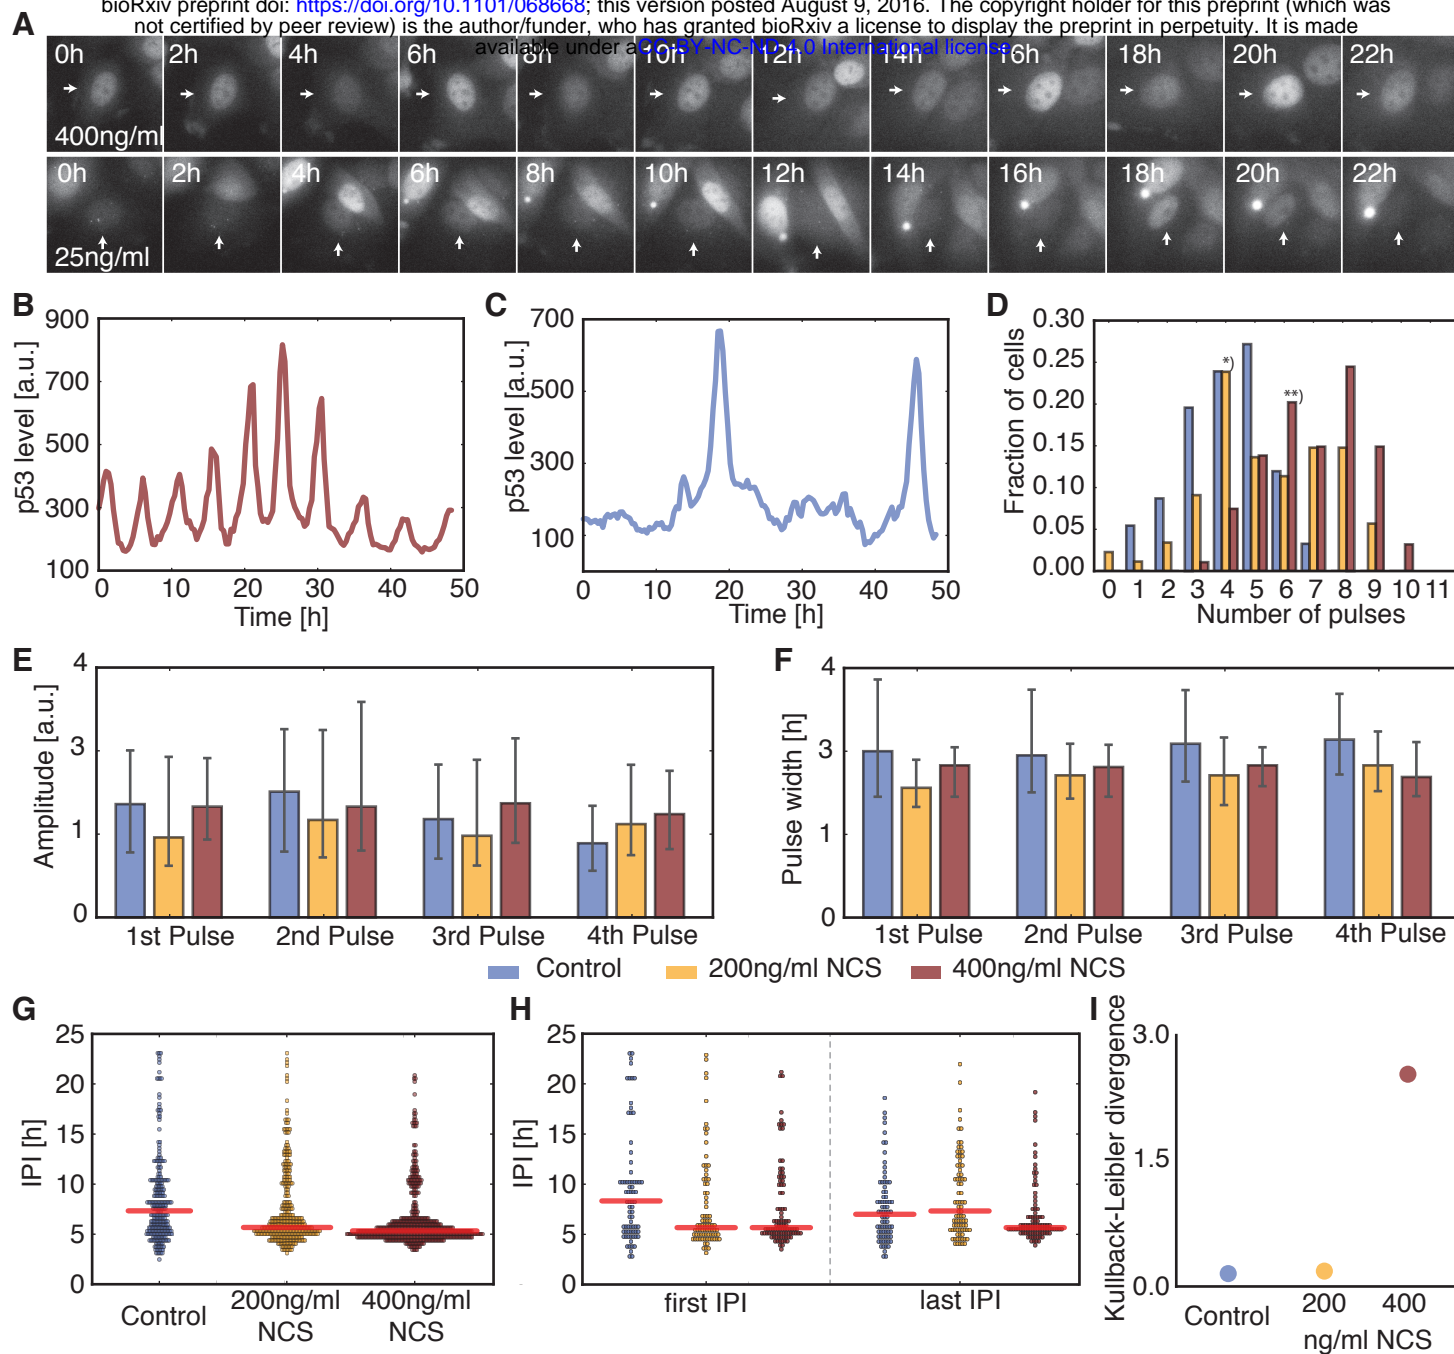 bioRxiv preprint doi: https://doi.org/10.1101/068668; this version posted August 9, 2016. The copyright holder for this preprint (which was
not certified by peer review) is the author/funder, who has granted bioRxiv a license to display the preprint in perpetuity. It is made
available under aCC-BY-NC-ND 4.0 International license.
A
0h 2h 4h 6h 8h 10h 12h 14h 16h 18h 20h 22h
400ng/ml
0h 2h 4h 6h 8h 10h 12h 14h 16h 18h 20h 22h
25ng/ml
B
p53 level [a.u.]
900
700
500
300
100
0 10 20 30 40 50
Time [h]
C
p53 level [a.u.]
700
500
300
100
0 10 20 30 40 50
Time [h]
D
Fraction of cells
0.30
0.25
0.20
0.15
0.10
0.05
0.00
*)
**)
0 1 2 3 4 5 6 7 8 9 10 11
Number of pulses
E
Amplitude [a.u.]
4
3
1
0
1st Pulse 2nd Pulse 3rd Pulse 4th Pulse
F
Pulse width [h]
4
3
1
0
1st Pulse 2nd Pulse 3rd Pulse 4th Pulse
Control 200ng/ml NCS 400ng/ml NCS
G
IPI [h]
25
20
15
10
5
0
Control 200ng/ml NCS 400ng/ml NCS
H
IPI [h]
25
20
15
10
5
0
first IPI last IPI
I
Kullback-Leibler divergence
3.0
1.5
0.0
Control 200 400
ng/ml NCS